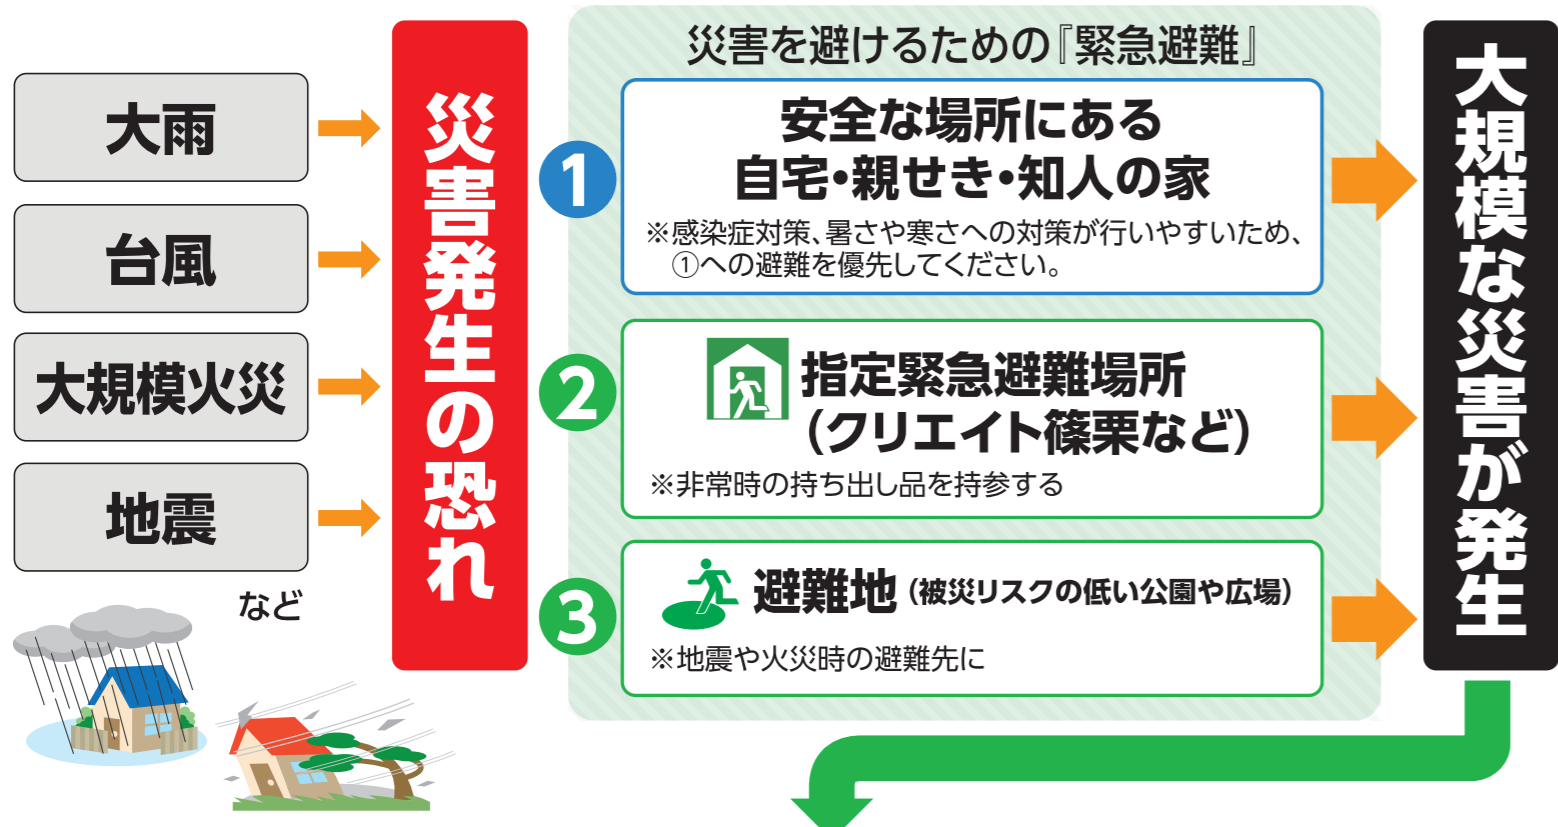 大雨
台風
大規模火災
地震
など
災害発生の恐れ
災害を避けるための『緊急避難』
1
安全な場所にある
自宅・親せき・知人の家
※感染症対策、暑さや寒さへの対策が行いやすいため、
①への避難を優先してください。
2
指定緊急避難場所
(クリエイト篠栗など)
※非常時の持ち出し品を持参する
3
避難地(被災リスクの低い公園や広場)
※地震や火災時の避難先に
大規模な災害が発生